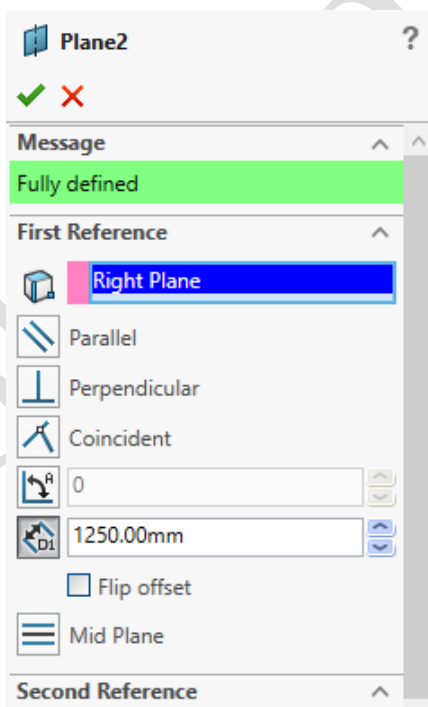 Plane2 ?
Message
Fully defined
First Reference
Right Plane
Parallel
Perpendicular
Coincident
A 0
D1 1250.00mm
Flip offset
Mid Plane
Second Reference